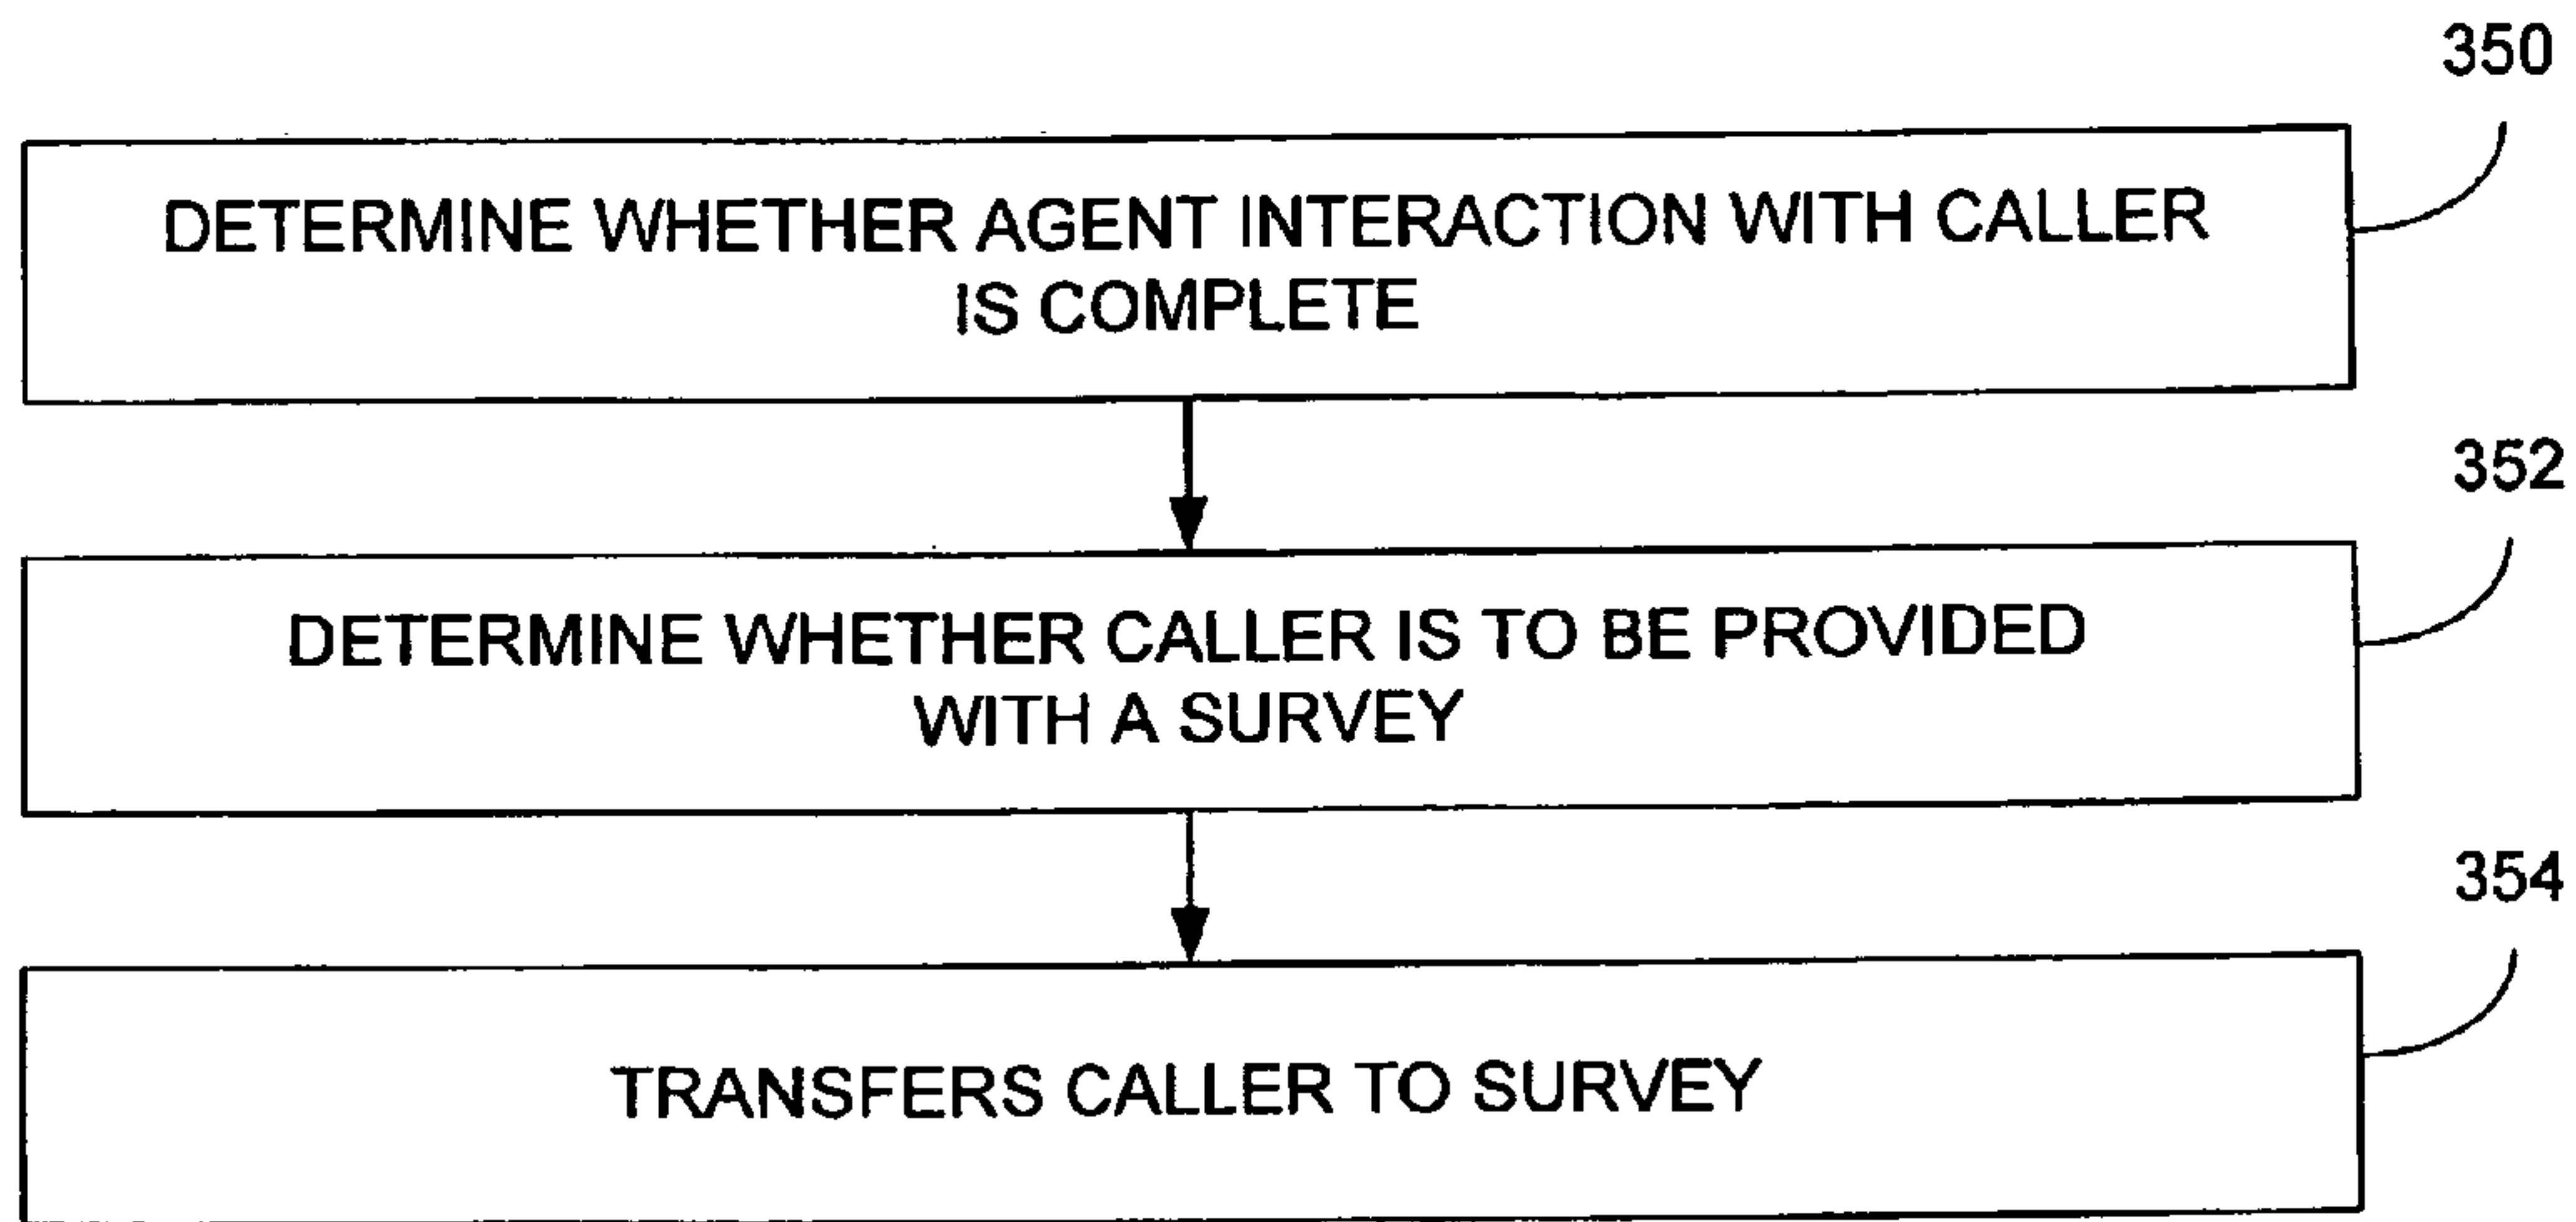 350
DETERMINE WHETHER AGENT INTERACTION WITH CALLER
IS COMPLETE
352
DETERMINE WHETHER CALLER IS TO BE PROVIDED
WITH A SURVEY
354
TRANSFERS CALLER TO SURVEY